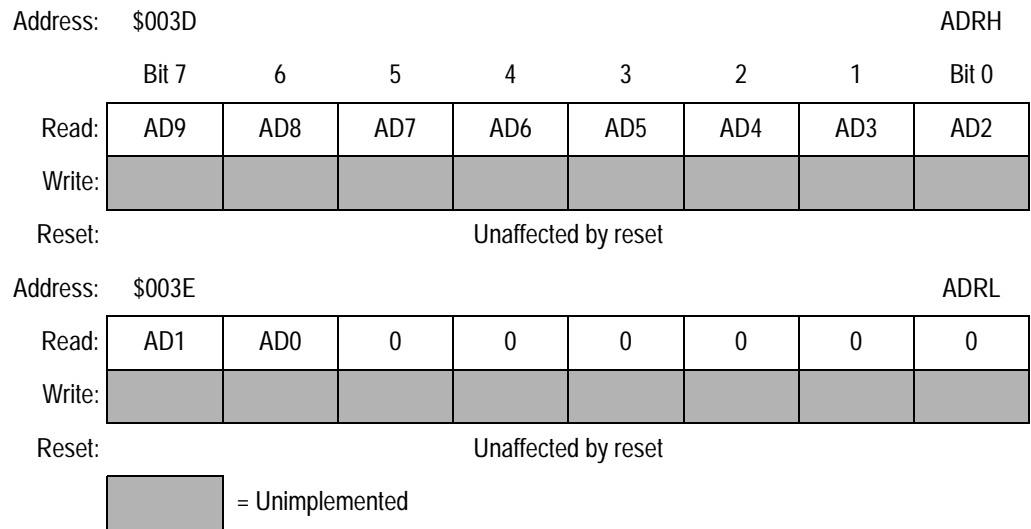 Address: $003D ADRH
Bit 7 6 5 4 3 2 1 Bit 0
Read: AD9 AD8 AD7 AD6 AD5 AD4 AD3 AD2
Write:
Reset: Unaffected by reset
Address: $003E ADRL
Read: AD1 AD0 0 0 0 0 0 0
Write:
Reset: Unaffected by reset
= Unimplemented